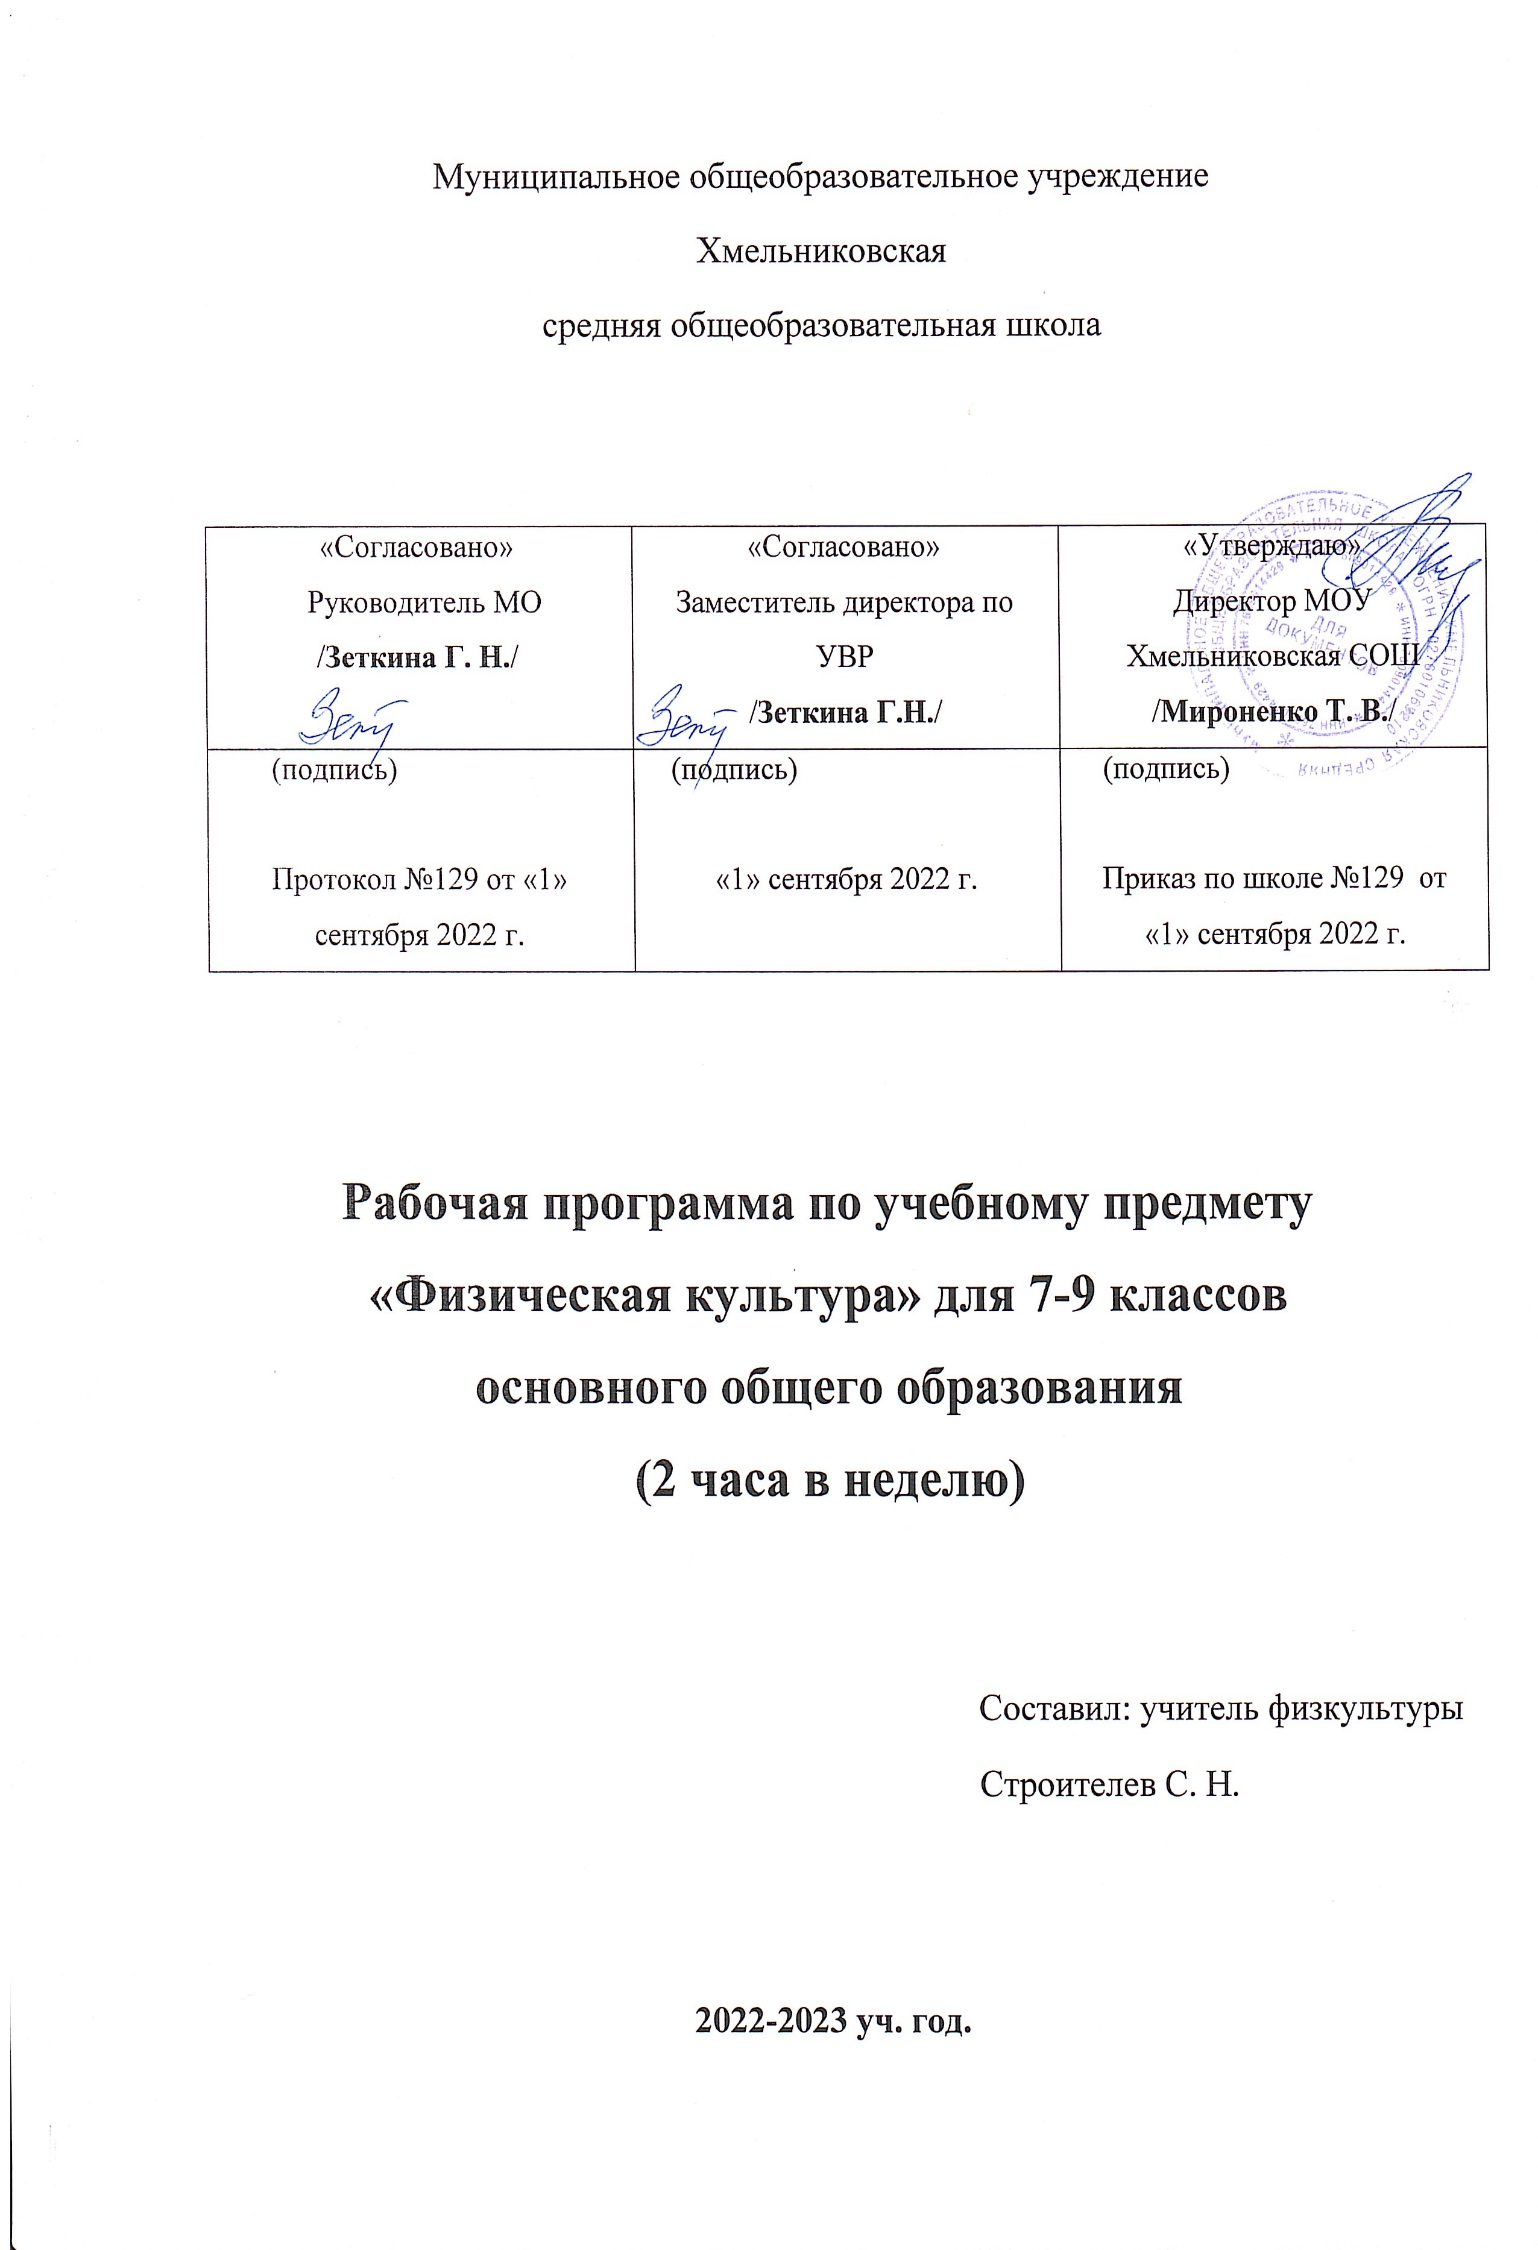 Муниципальное общеобразовательное учреждение
Хмельниковская
средняя общеобразовательная школа
«Согласовано»
Руководитель МО
/Зеткина Г. Н./
«Согласовано»
Заместитель директора по
УВР
/Зеткина Г.Н./
«Утверждаю»
Директор МОУ
Хмельниковская СОШ
/Мироненко Т. В./
ДЛЯ
ДОКУМЕНТОВ
(подпись)
Протокол №129 от «1»
сентября 2022 г.
(подпись)
«1» сентября 2022 г.
(подпись)
Приказ по школе №129 от
«1» сентября 2022 г.
Рабочая программа по учебному предмету
«Физическая культура» для 7-9 классов
основного общего образования
(2 часа в неделю)
Составил: учитель физкультуры
Строителев С. Н.
2022-2023 уч. год.